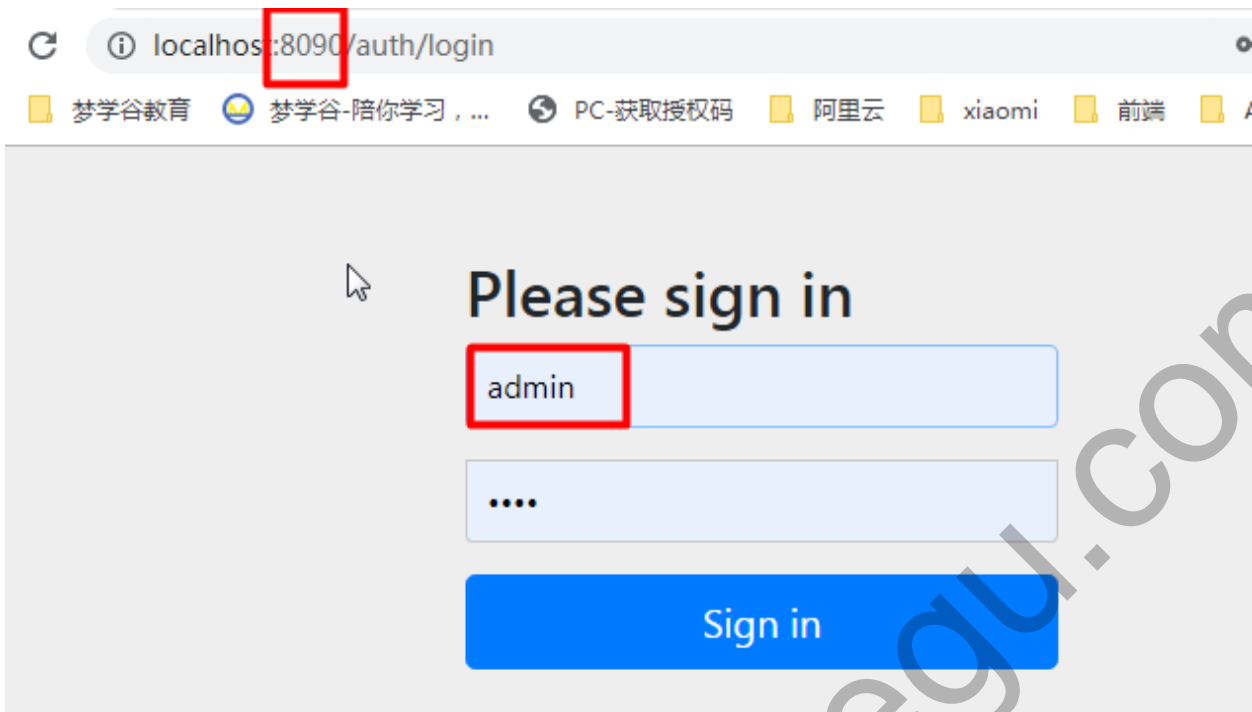 localhost:8090/auth/login
梦学谷教育 梦学谷-陪你学习，... PC-获取授权码 阿里云 xiaomi 前端
Please sign in
admin
••••
Sign in
egu.com